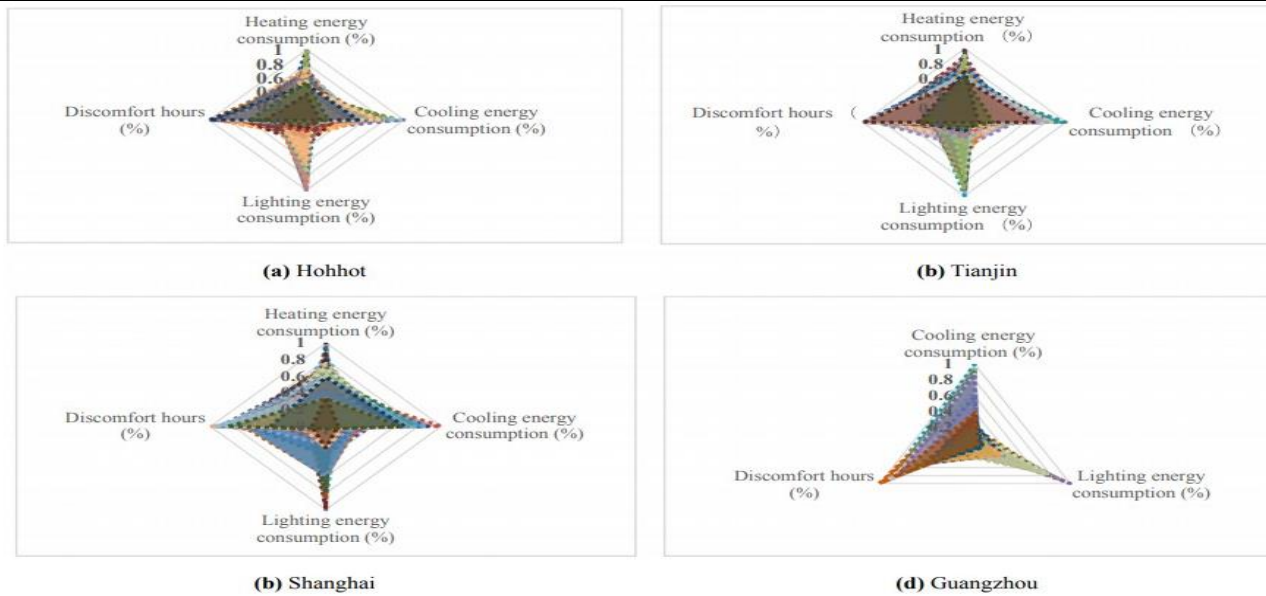 Heating energy
consumption (%)
1
0.8
0.6
Discomfort hours
(%)
Cooling energy
consumption (%)
Lighting energy
consumption (%)
(a) Hohhot
Heating energy
consumption （%）
1
0.8
0.6
Discomfort hours （
%）
Cooling energy
consumption （%）
Lighting energy
consumption （%）
(b) Tianjin
Heating energy
consumption (%)
1
0.8
0.6
Discomfort hours
(%)
Cooling energy
consumption (%)
Lighting energy
consumption (%)
(b) Shanghai
Cooling energy
consumption (%)
1
0.8
0.6
Discomfort hours
(%)
Lighting energy
consumption (%)
(d) Guangzhou